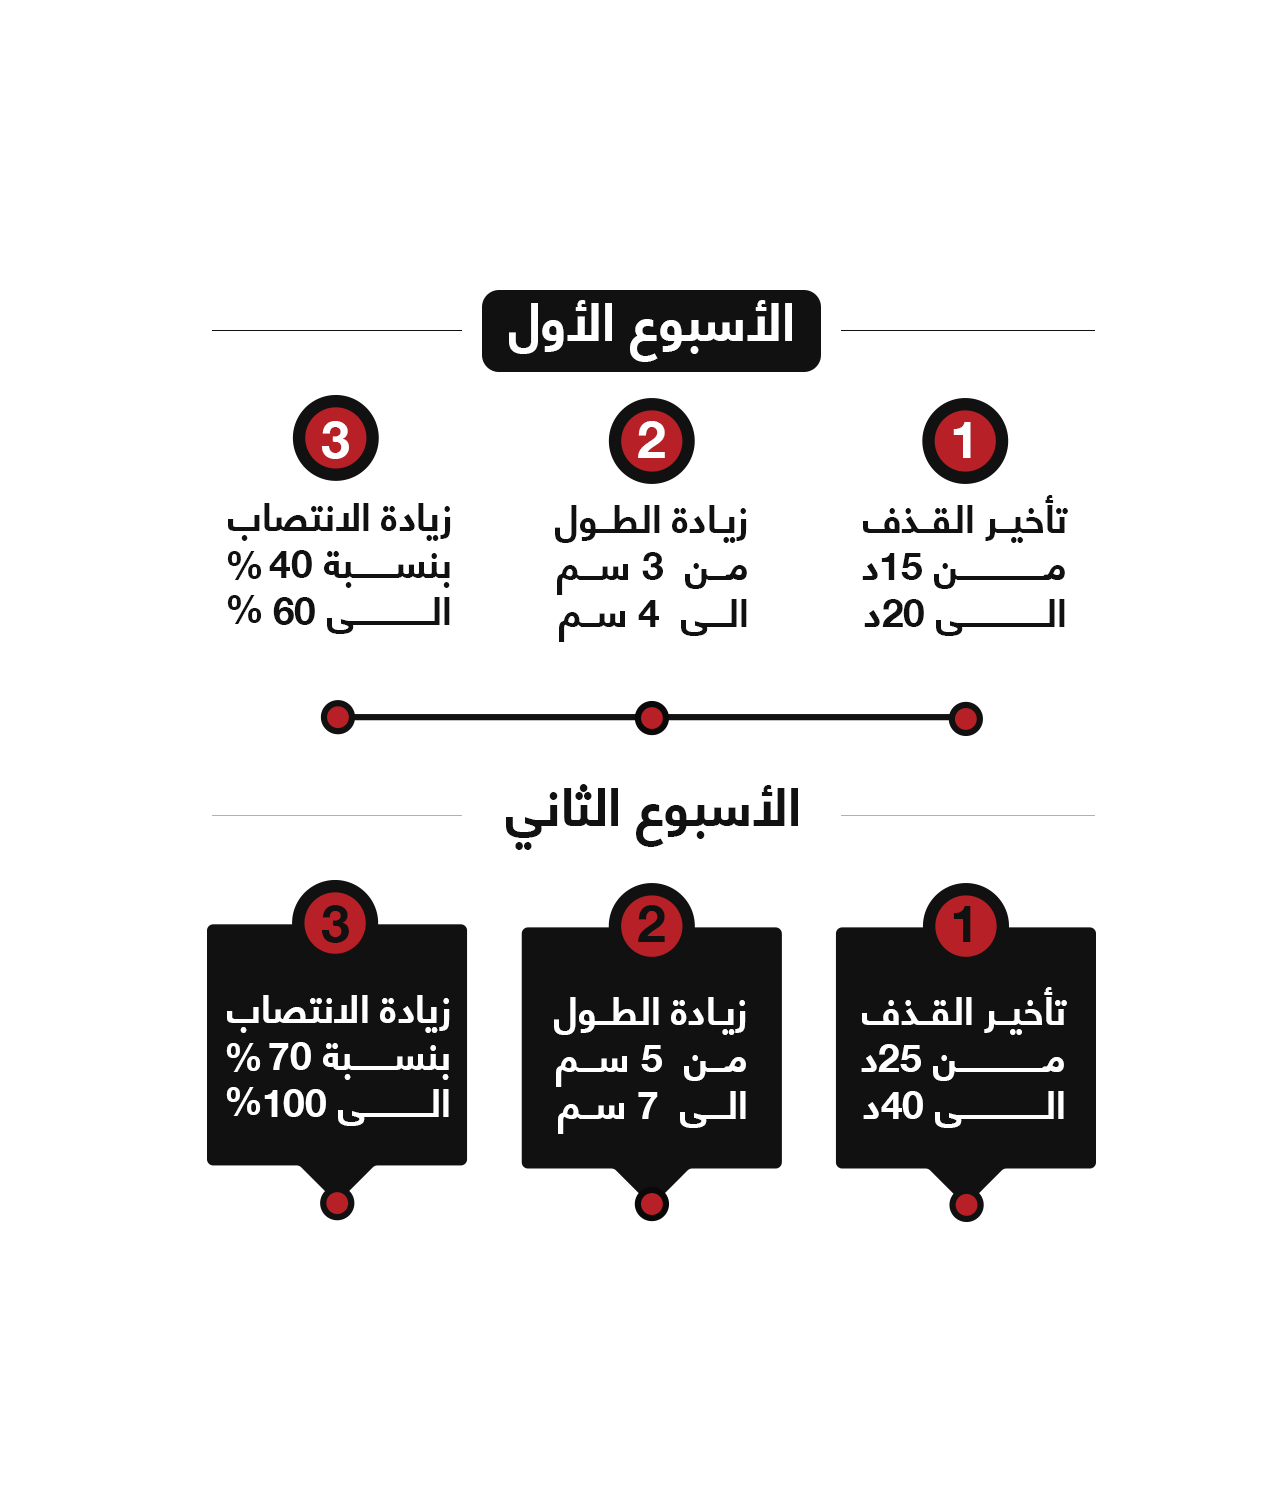 الأسبوع الأول
1
تأخير القذف
من 15د
الى 20د
2
زيادة الطول
من 3 سم
الى 4 سم
3
زيادة الانتصاب
بنسبة 40 %
الى 60 %
الأسبوع الثاني
1
تأخير القذف
من 25د
الى 40د
2
زيادة الطول
من 5 سم
الى 7 سم
3
زيادة الانتصاب
بنسبة 70 %
الى 100%